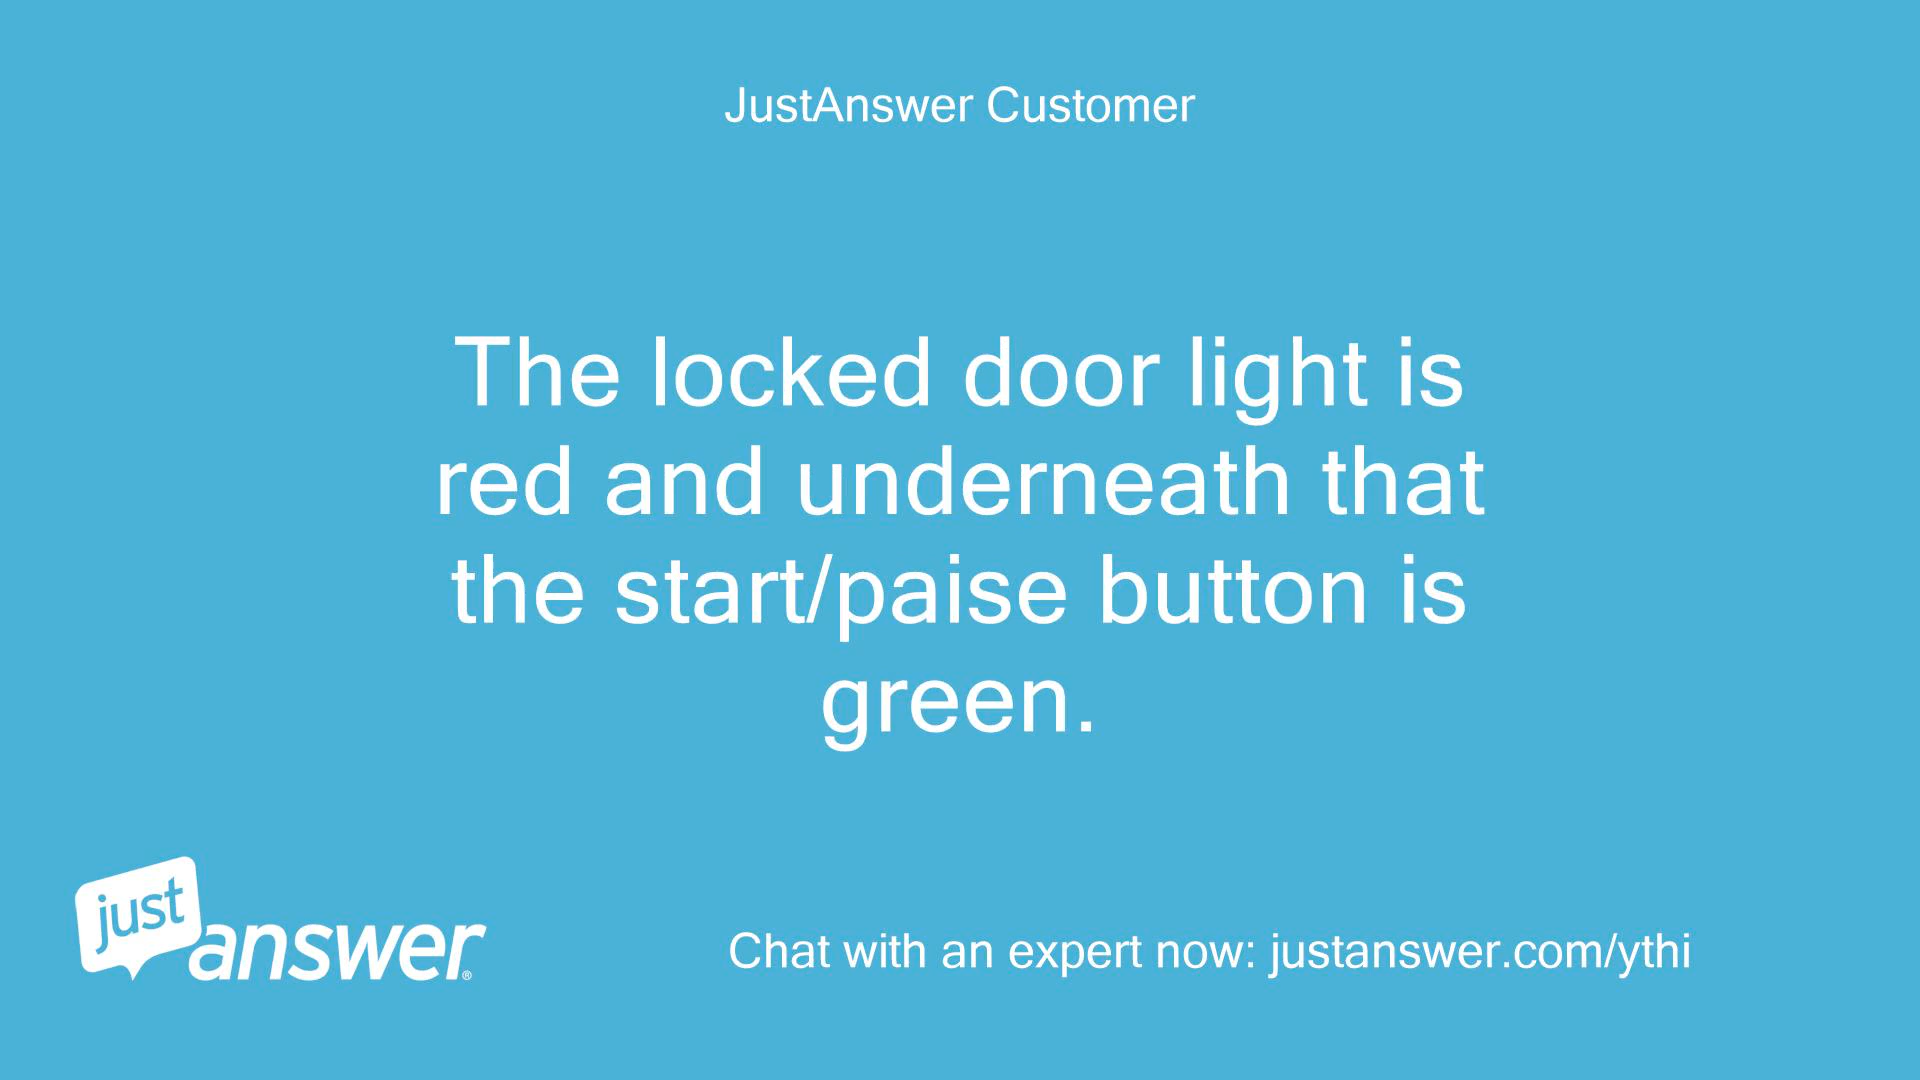 JustAnswer Customer
The locked door light is
red and underneath that
the start/paise button is
green.
just
answer®
Chat with an expert now: justanswer.com/ythi